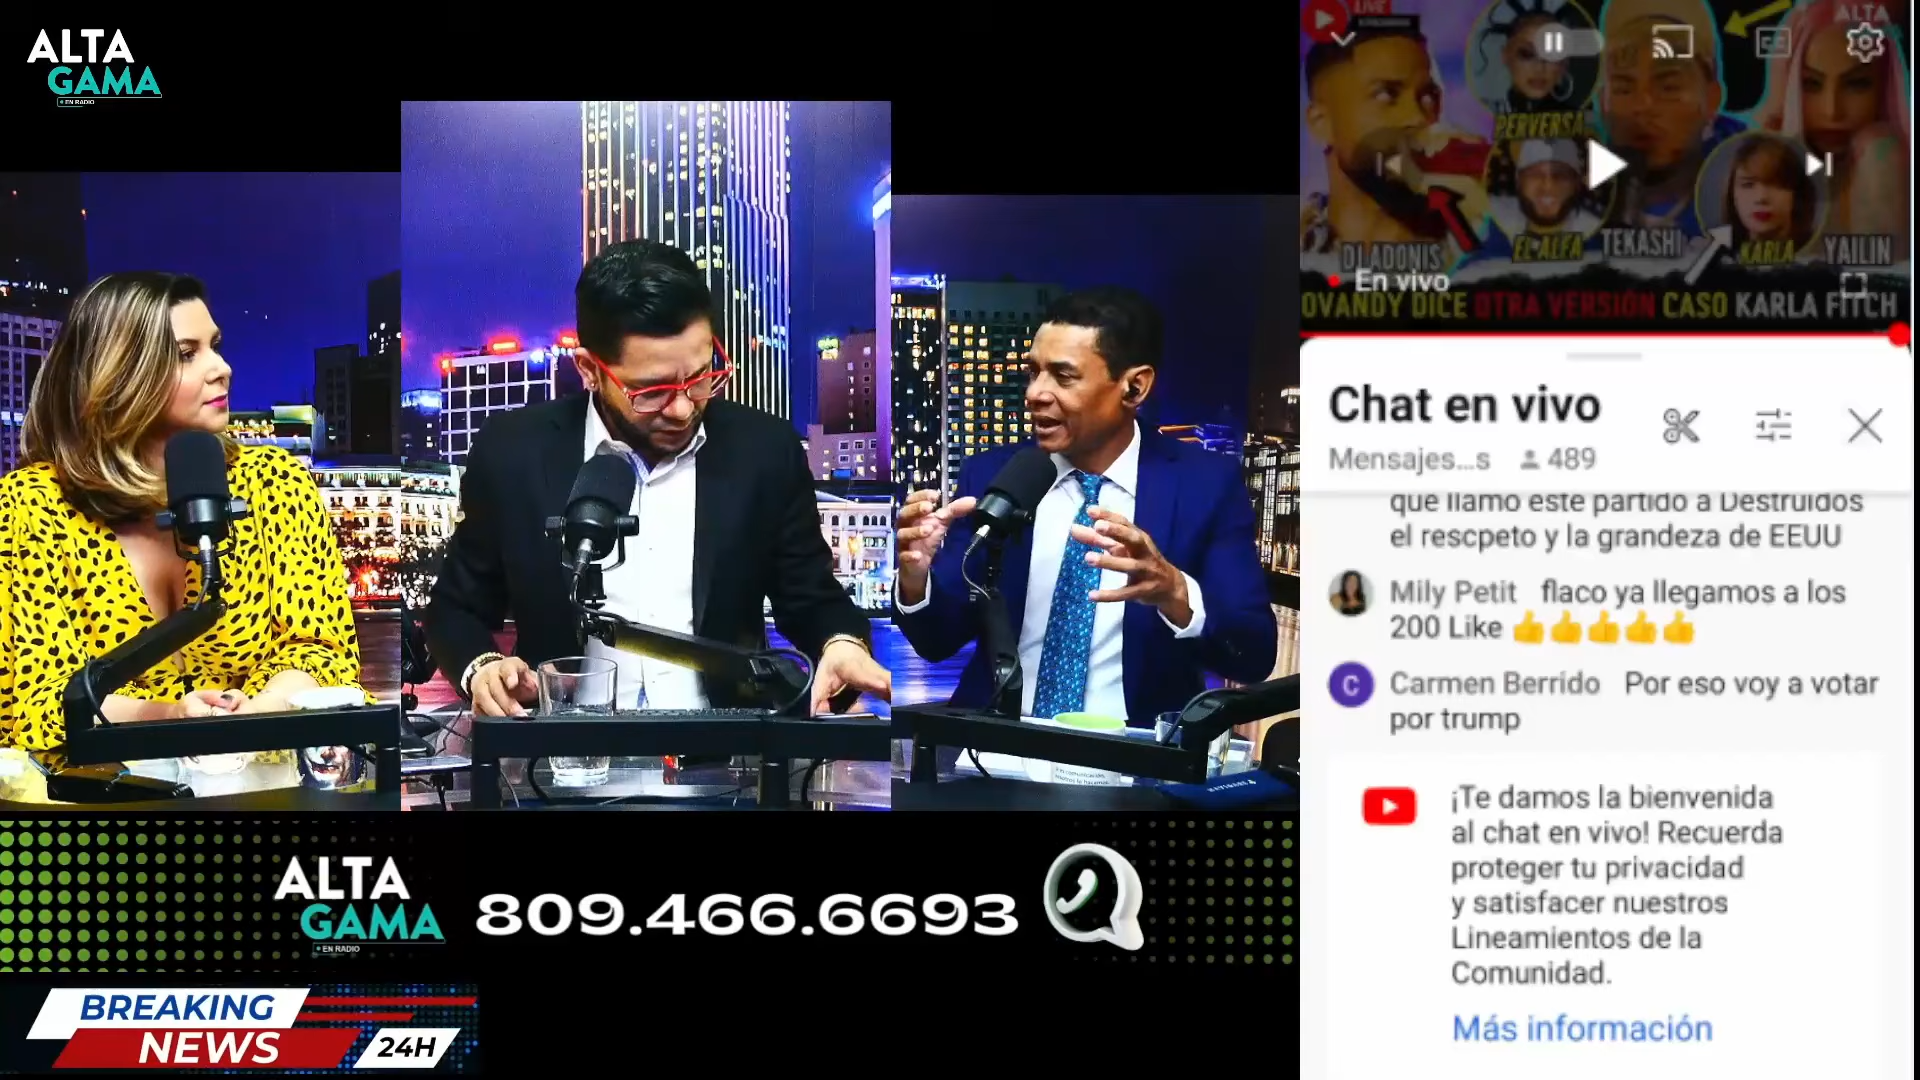 ALTA
GAMA
EN RADIO
LIVE
ALTA
PERVERSA
DJ ADONIS
EL ALFA
TEKASHI
KARLA
YAILIN
En vivo
OVANDY DICE OTRA VERSIÓN CASO KARLA FITCH
Chat en vivo
Mensajes...s 489
que llamo este partido a Destruidos
el rescpeto y la grandeza de EEUU
Mily Petit flaco ya llegamos a los
200 Like 👍👍👍👍👍
C Carmen Berrido Por eso voy a votar
por trump
¡Te damos la bienvenida
al chat en vivo! Recuerda
proteger tu privacidad
y satisfacer nuestros
Lineamientos de la
Comunidad.
Más información
ALTA
GAMA
EN RADIO
809.466.6693
BREAKING
NEWS
24H